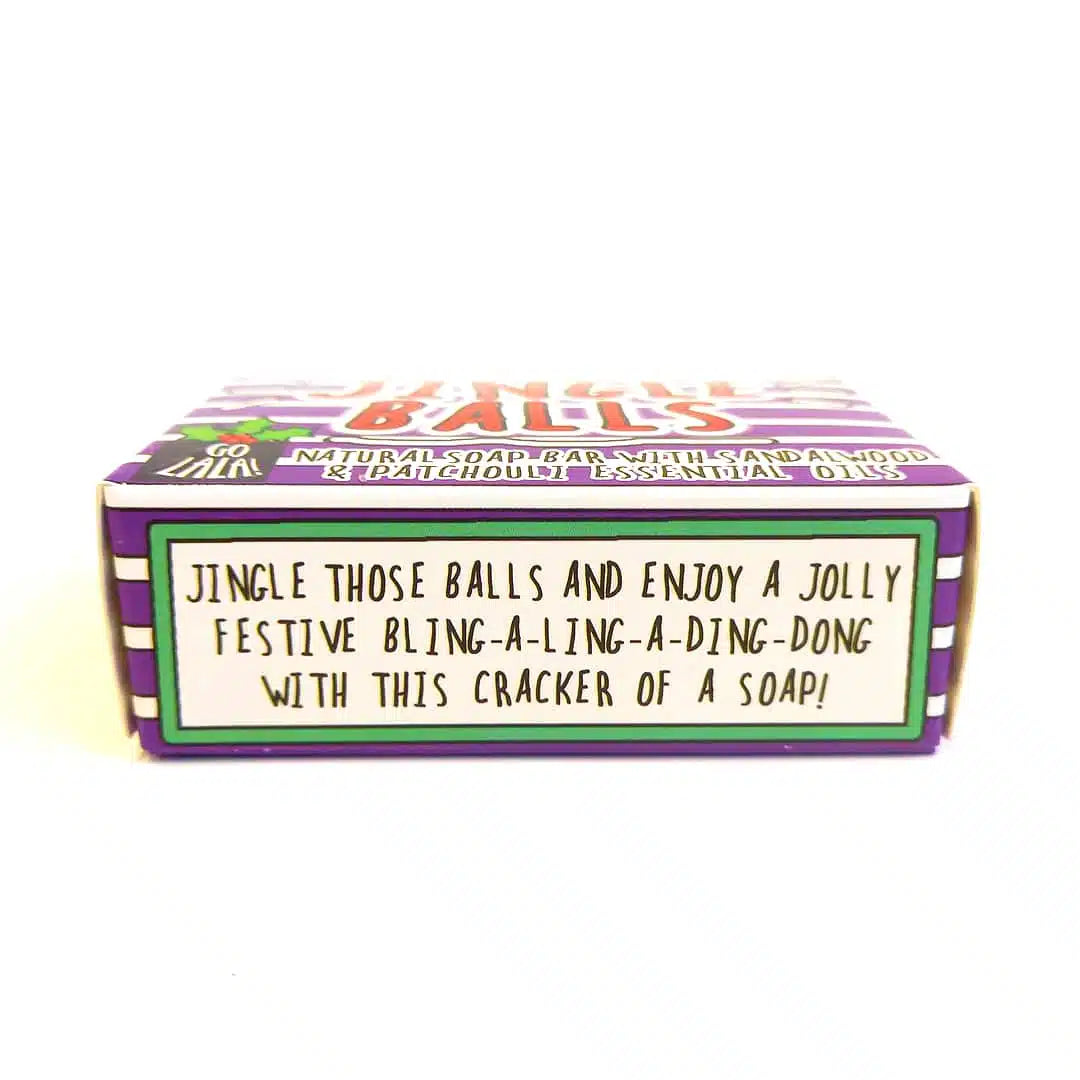 JINGLE
BALLS
GO
LALA!
NATURAL SOAP BAR WITH SANDALWOOD
& PATCHOULI ESSENTIAL OILS
JINGLE THOSE BALLS AND ENJOY A JOLLY
FESTIVE BLING-A-LING-A-DING-DONG
WITH THIS CRACKER OF A SOAP!